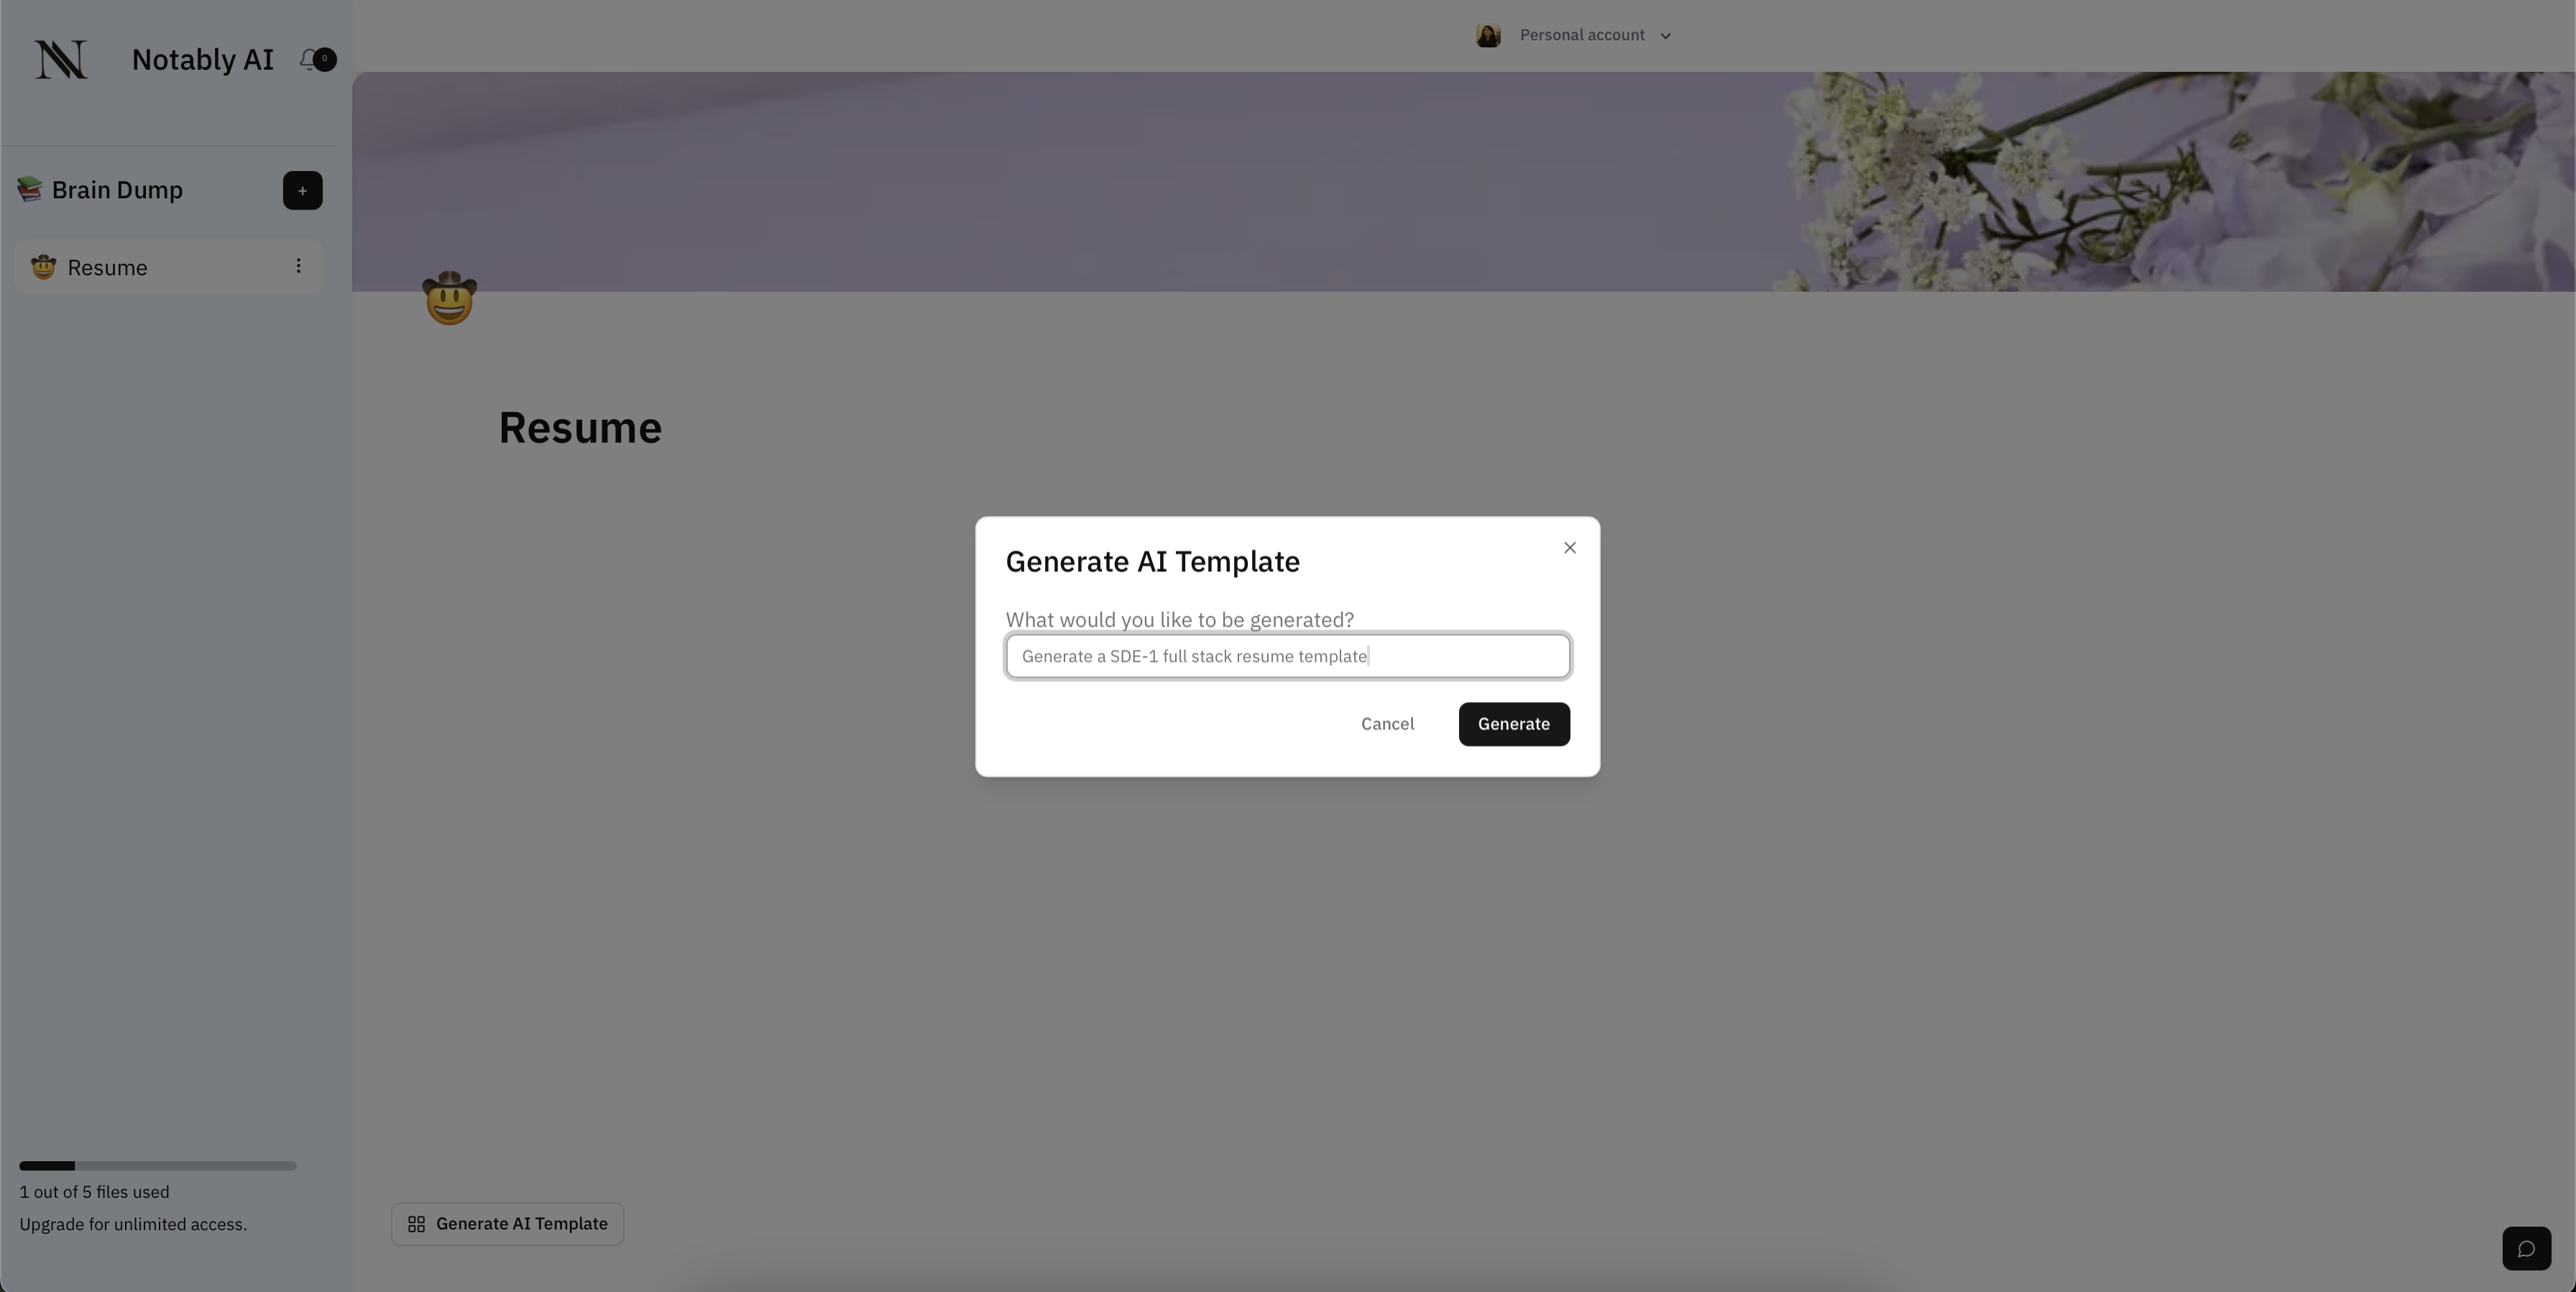 N Notably AI 0
Personal account
Brain Dump +
Resume
Resume
Generate AI Template
What would you like to be generated?
Generate a SDE-1 full stack resume template
Cancel Generate
1 out of 5 files used
Upgrade for unlimited access.
Generate AI Template